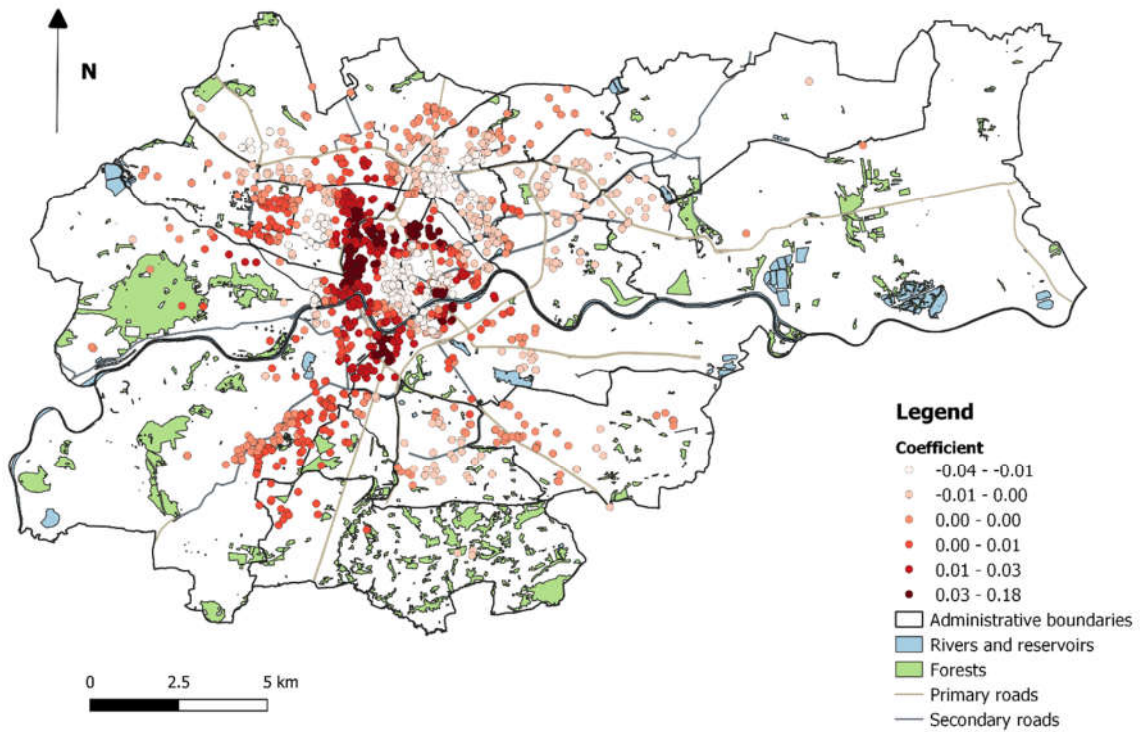 N
Legend
Coefficient
-0.04 - -0.01
-0.01 - 0.00
0.00 - 0.00
0.00 - 0.01
0.01 - 0.03
0.03 - 0.18
Administrative boundaries
Rivers and reservoirs
Forests
Primary roads
Secondary roads
0 2.5 5 km